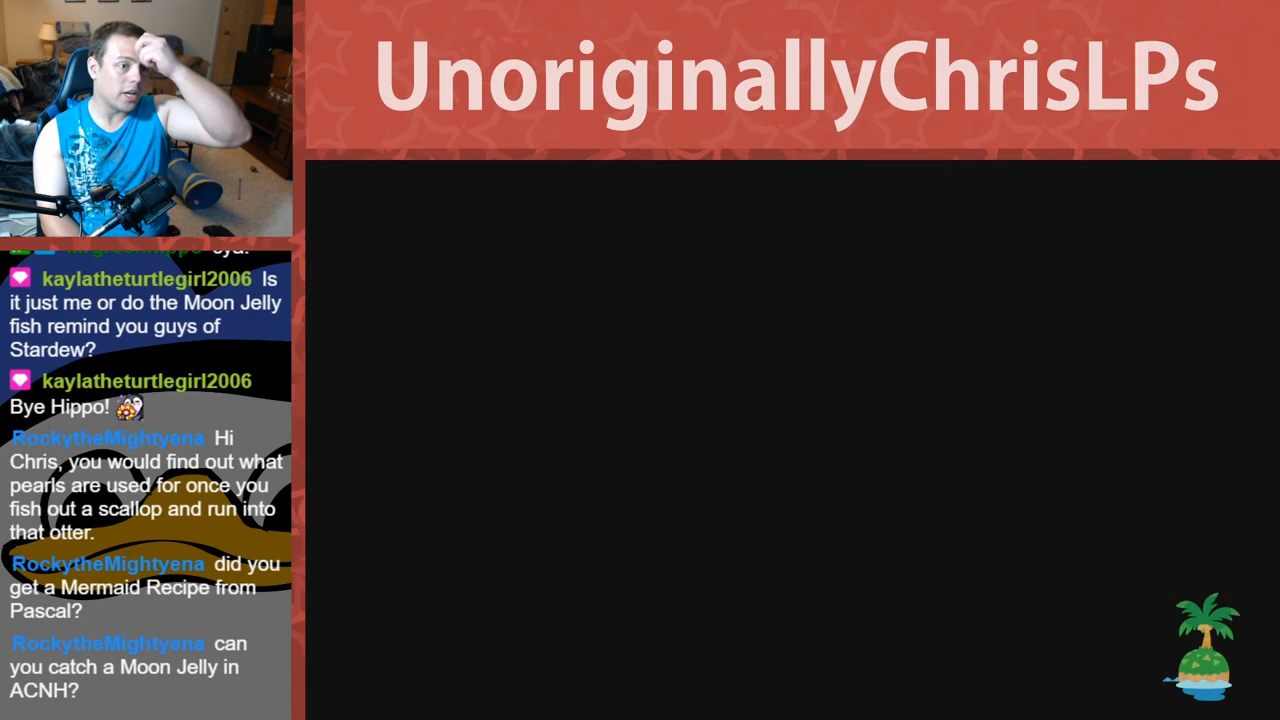 UnoriginallyChrisLPs
kaylatheturtlegirl2006 Is
it just me or do the Moon Jelly
fish remind you guys of
Stardew?
kaylatheturtlegirl2006
Bye Hippo!
RockytheMightyena Hi
Chris, you would find out what
pearls are used for once you
fish out a scallop and run into
that otter.
RockytheMightyena did you
get a Mermaid Recipe from
Pascal?
RockytheMightyena can
you catch a Moon Jelly in
ACNH?